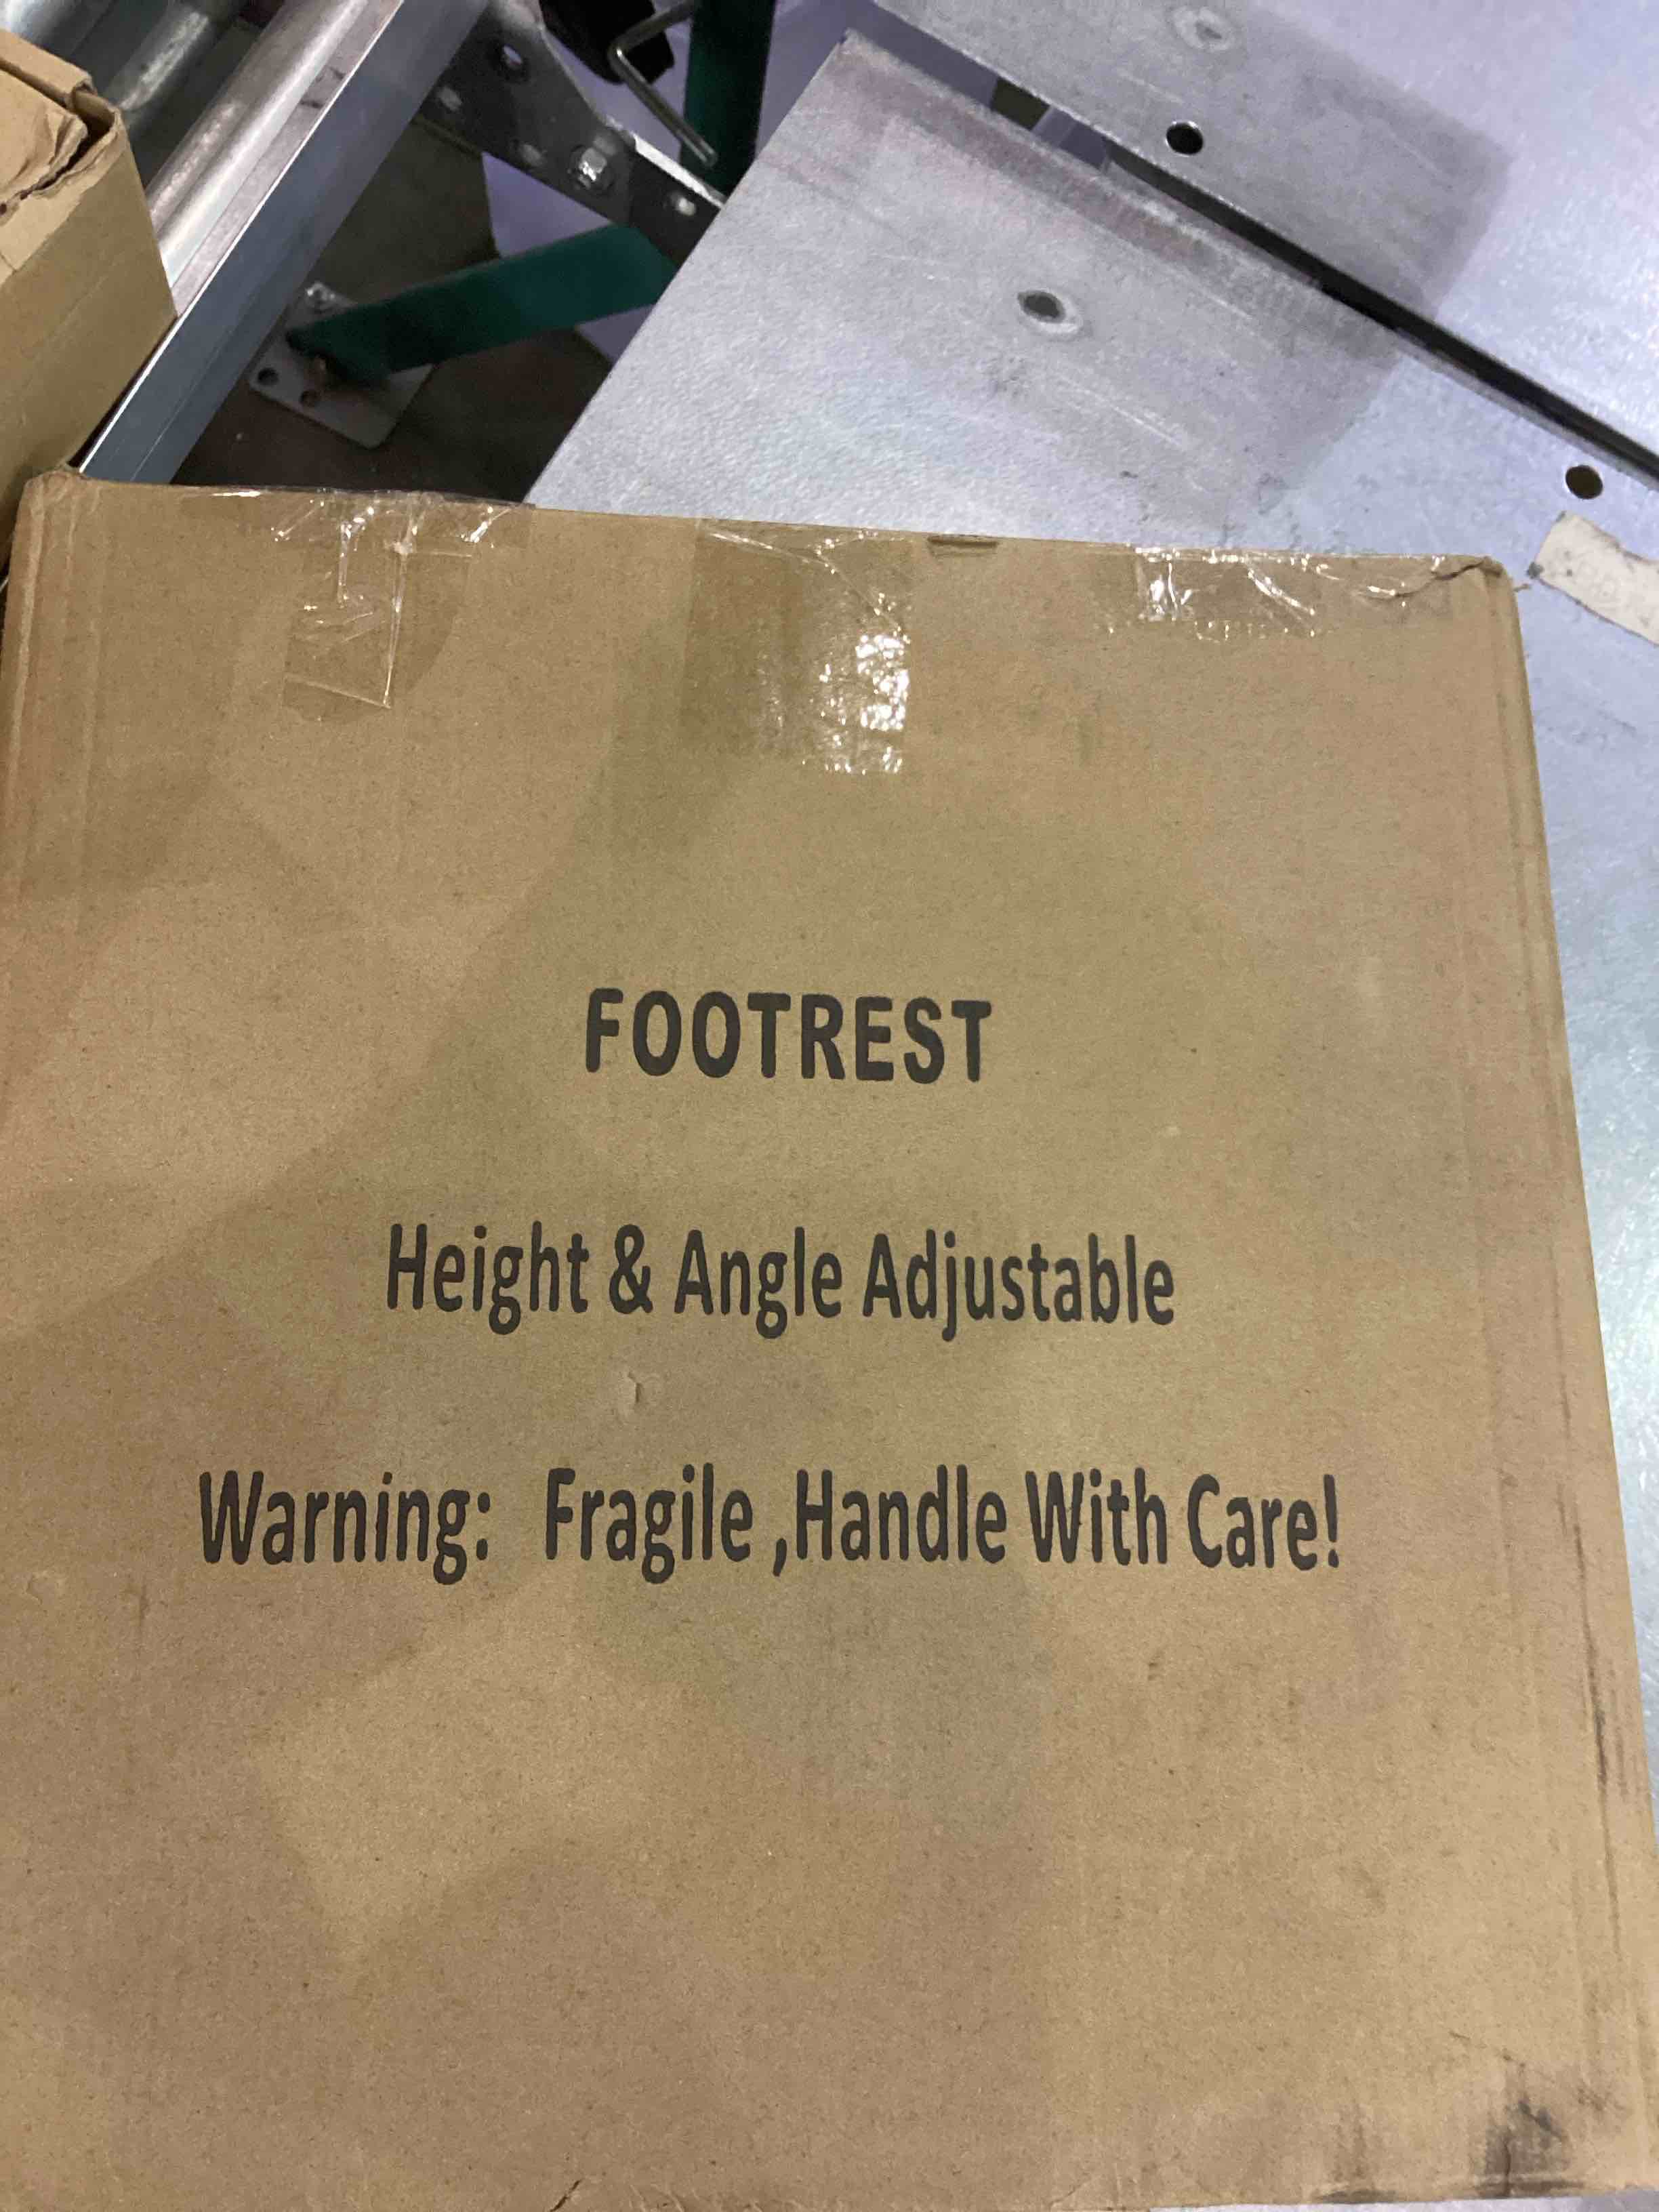 FOOTREST
Height & Angle Adjustable
Warning: Fragile ,Handle With Care!